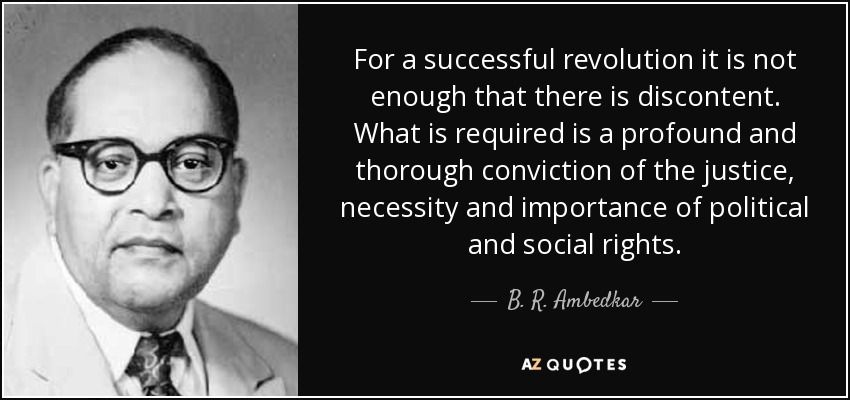 For a successful revolution it is not
enough that there is discontent.
What is required is a profound and
thorough conviction of the justice,
necessity and importance of political
and social rights.
B. R. Ambedkar
AZ QUOTES